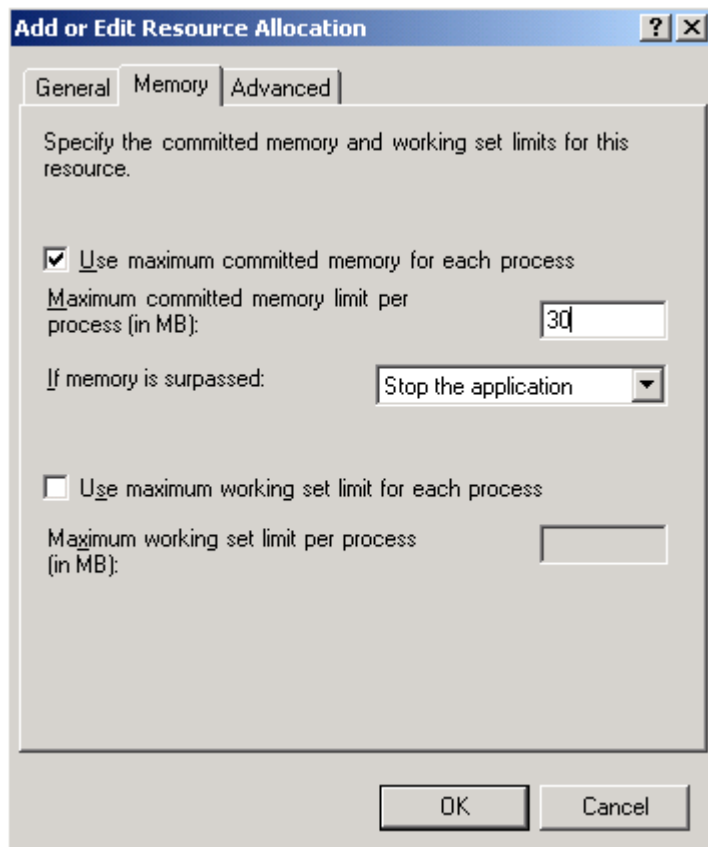 Add or Edit Resource Allocation
General Memory Advanced
Specify the committed memory and working set limits for this
resource.
Use maximum committed memory for each process
Maximum committed memory limit per
process (in MB):
30
If memory is surpassed:
Stop the application
Use maximum working set limit for each process
Maximum working set limit per process
(in MB):
OK Cancel